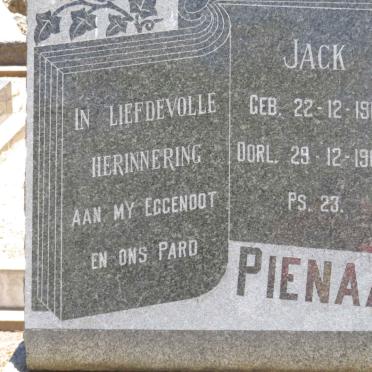 IN LIEFDEVOLLE
HERINNERING
AAN MY EGGENOOT
EN ONS PARD
JACK
GEB. 22-12-19
OORL. 29-12-19
PS. 23.
PIENAA